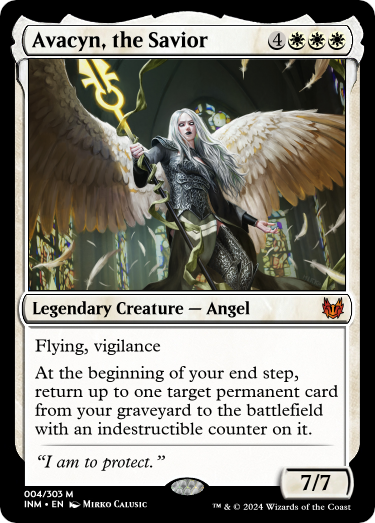 Avacyn, the Savior 4
Legendary Creature — Angel
Flying, vigilance
At the beginning of your end step,
return up to one target permanent card
from your graveyard to the battlefield
with an indestructible counter on it.
“I am to protect.”
7/7
004/303 M
INM • EN Mirko Calusic
™ & © 2024 Wizards of the Coast